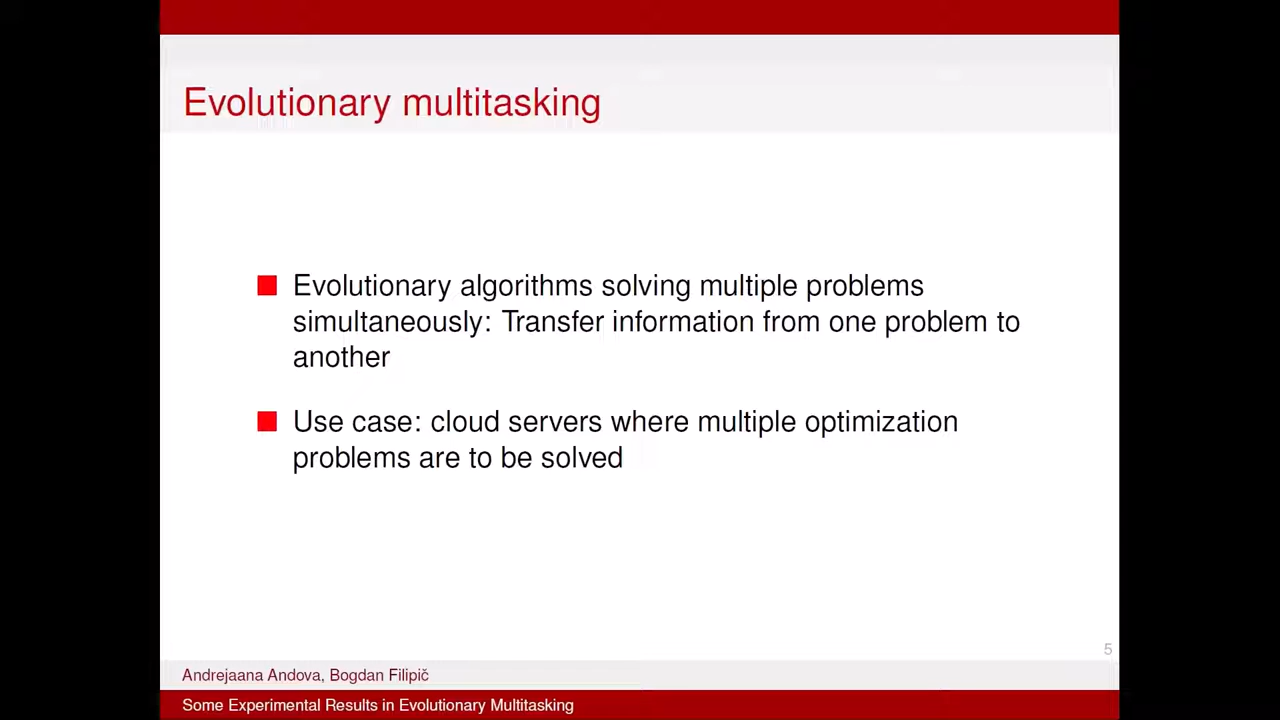 Evolutionary multitasking
Evolutionary algorithms solving multiple problems
simultaneously: Transfer information from one problem to
another
Use case: cloud servers where multiple optimization
problems are to be solved
5
Andrejaana Andova, Bogdan Filipič
Some Experimental Results in Evolutionary Multitasking